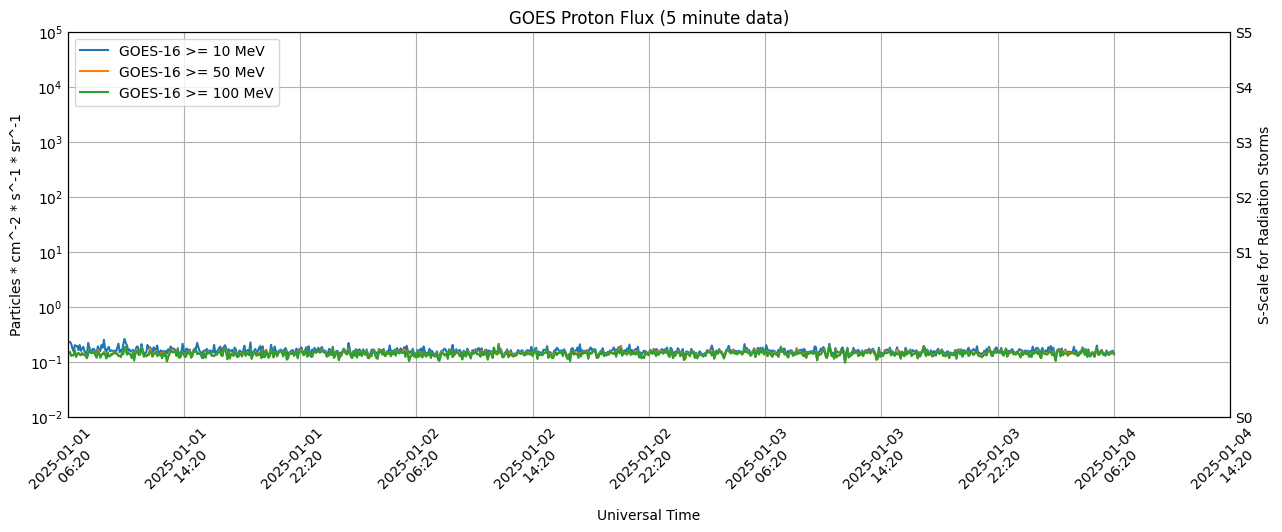 GOES Proton Flux (5 minute data)
GOES-16 >= 10 MeV
GOES-16 >= 50 MeV
GOES-16 >= 100 MeV
Particles * cm^-2 * s^-1 * sr^-1
10^5
10^4
10^3
10^2
10^1
10^0
10^-1
10^-2
S5
S4
S3
S2
S1
S0
S-Scale for Radiation Storms
2025-01-01
06:20
2025-01-01
14:20
2025-01-01
22:20
2025-01-02
06:20
2025-01-02
14:20
2025-01-02
22:20
2025-01-03
06:20
2025-01-03
14:20
2025-01-03
22:20
2025-01-04
06:20
2025-01-04
14:20
Universal Time